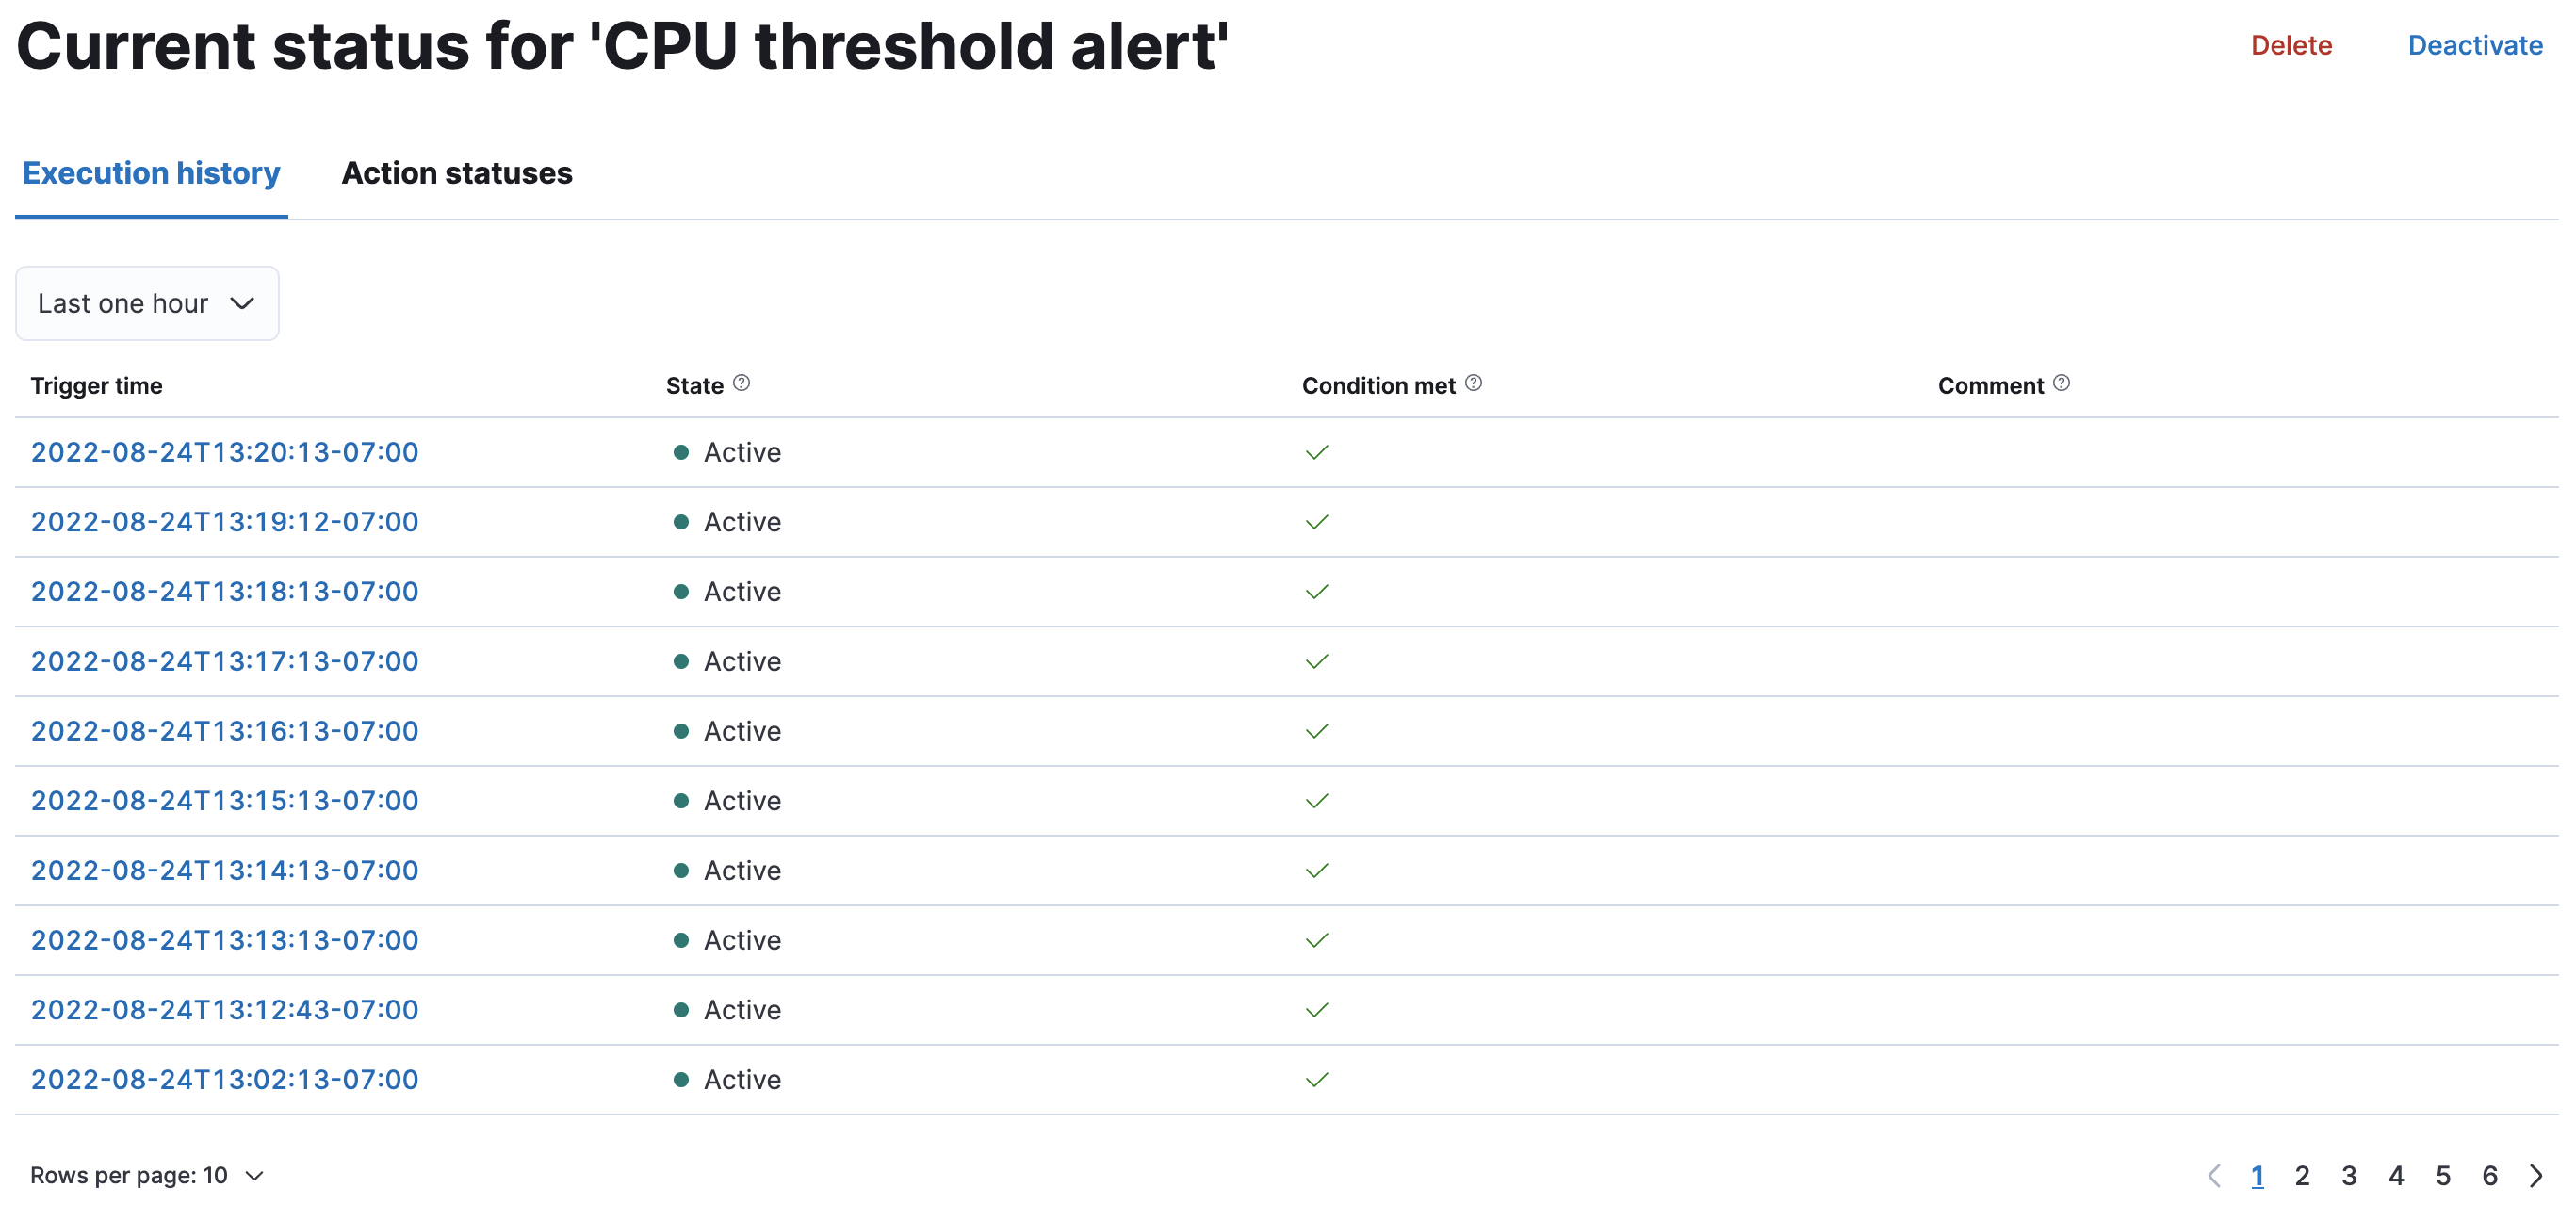 Current status for 'CPU threshold alert' Delete Deactivate
Execution history Action statuses
Last one hour
Trigger time State Condition met Comment
2022-08-24T13:20:13-07:00 Active
2022-08-24T13:19:12-07:00 Active
2022-08-24T13:18:13-07:00 Active
2022-08-24T13:17:13-07:00 Active
2022-08-24T13:16:13-07:00 Active
2022-08-24T13:15:13-07:00 Active
2022-08-24T13:14:13-07:00 Active
2022-08-24T13:13:13-07:00 Active
2022-08-24T13:12:43-07:00 Active
2022-08-24T13:02:13-07:00 Active
Rows per page: 10 1 2 3 4 5 6